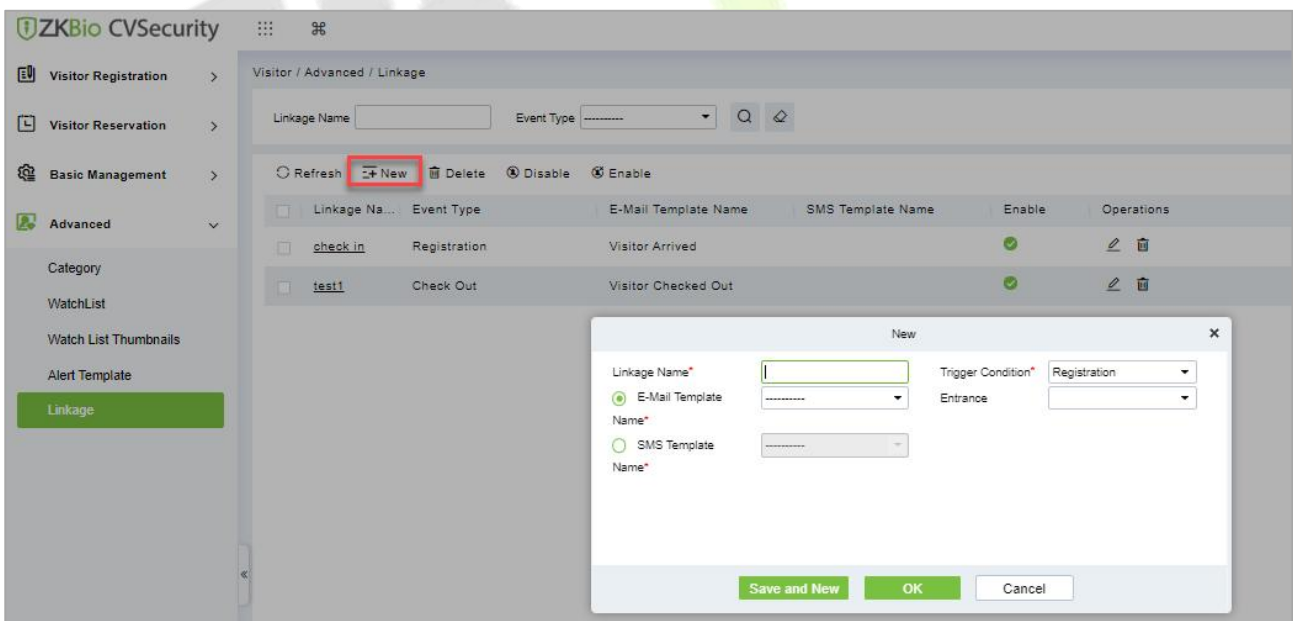 ZKBio CVSecurity
Visitor Registration
Visitor Reservation
Basic Management
Advanced
Category
WatchList
Watch List Thumbnails
Alert Template
Linkage
Visitor / Advanced / Linkage
Linkage Name Event Type ----------
Refresh New Delete Disable Enable
Linkage Na... Event Type E-Mail Template Name SMS Template Name Enable Operations
check in Registration Visitor Arrived
test1 Check Out Visitor Checked Out
New
Linkage Name* Trigger Condition* Registration
E-Mail Template ---------- Entrance
Name*
SMS Template ----------
Name*
Save and New OK Cancel